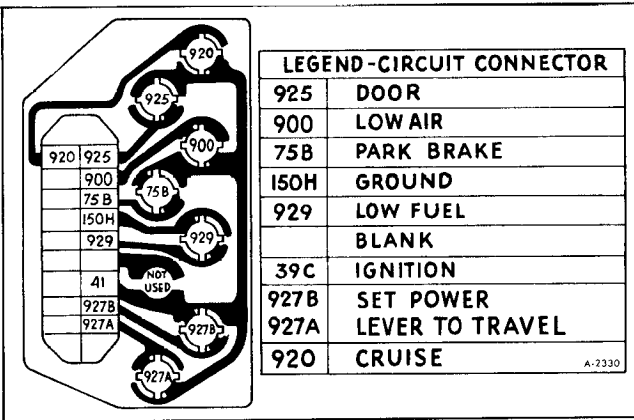 920
925
900
75B
929
NOT
USED
927B
927A
920 925
900
75B
150H
929
41
927B
927A
LEGEND-CIRCUIT CONNECTOR
925 DOOR
900 LOW AIR
75B PARK BRAKE
150H GROUND
929 LOW FUEL
BLANK
39C IGNITION
927B SET POWER
927A LEVER TO TRAVEL
920 CRUISE
A-2330